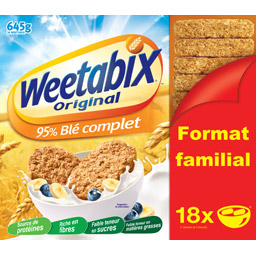 645g
Weetabix
original
95% Blé complet
Format
familial
18x
Source de
protéines
Riche en
fibres
Faible teneur
en sucres
Faible teneur en
matières grasses